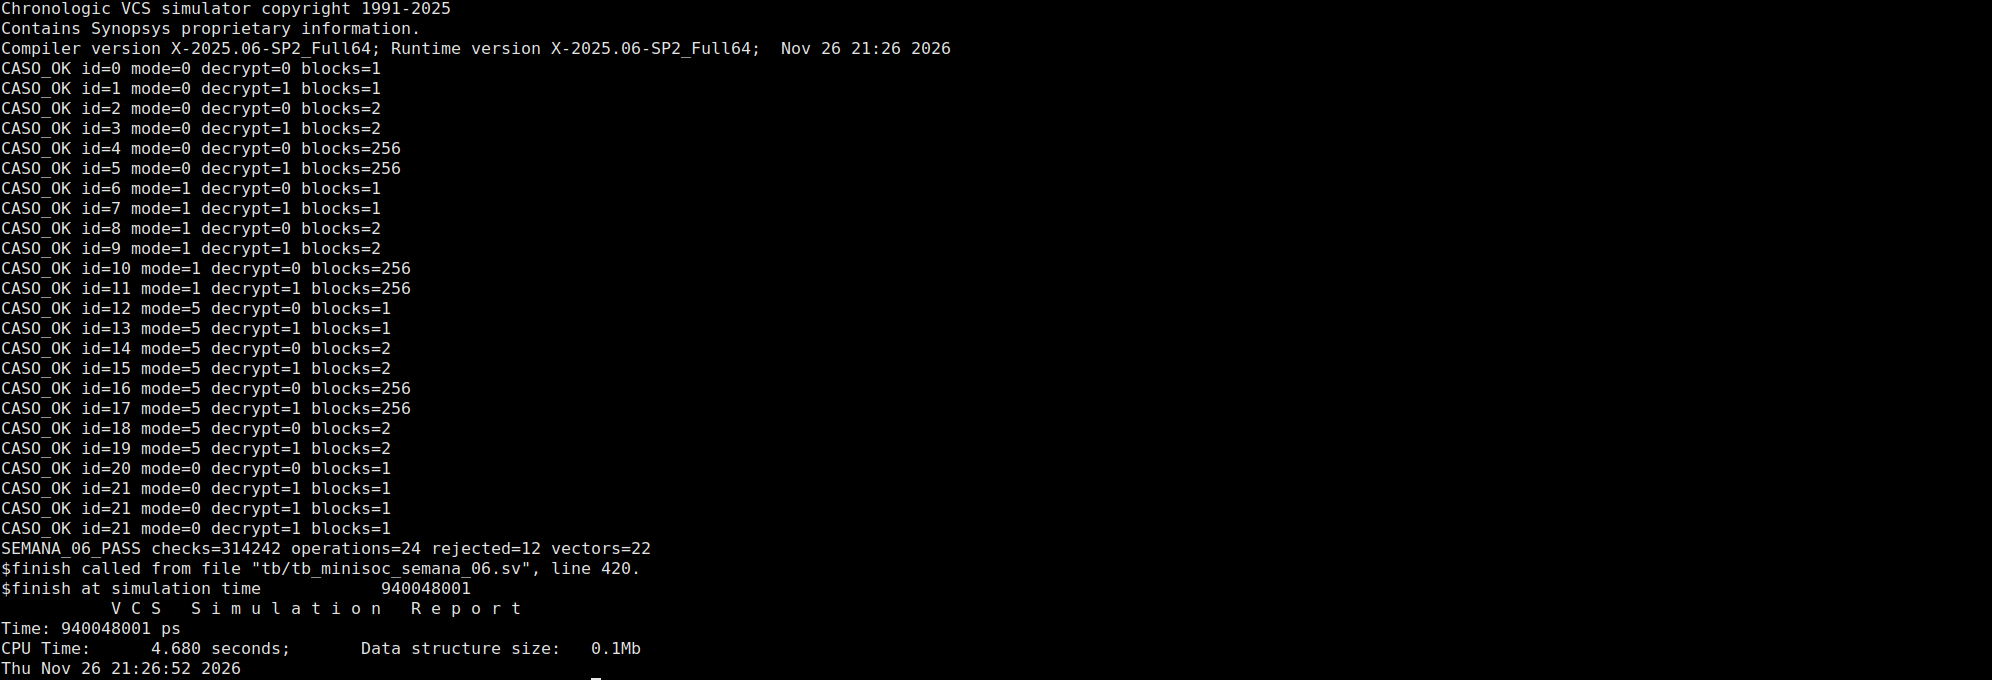 Chronologic VCS simulator copyright 1991-2025
Contains Synopsys proprietary information.
Compiler version X-2025.06-SP2_Full64; Runtime version X-2025.06-SP2_Full64;  Nov 26 21:26 2026
CASO_OK id=0 mode=0 decrypt=0 blocks=1
CASO_OK id=1 mode=0 decrypt=1 blocks=1
CASO_OK id=2 mode=0 decrypt=0 blocks=2
CASO_OK id=3 mode=0 decrypt=1 blocks=2
CASO_OK id=4 mode=0 decrypt=0 blocks=256
CASO_OK id=5 mode=0 decrypt=1 blocks=256
CASO_OK id=6 mode=1 decrypt=0 blocks=1
CASO_OK id=7 mode=1 decrypt=1 blocks=1
CASO_OK id=8 mode=1 decrypt=0 blocks=2
CASO_OK id=9 mode=1 decrypt=1 blocks=2
CASO_OK id=10 mode=1 decrypt=0 blocks=256
CASO_OK id=11 mode=1 decrypt=1 blocks=256
CASO_OK id=12 mode=5 decrypt=0 blocks=1
CASO_OK id=13 mode=5 decrypt=1 blocks=1
CASO_OK id=14 mode=5 decrypt=0 blocks=2
CASO_OK id=15 mode=5 decrypt=1 blocks=2
CASO_OK id=16 mode=5 decrypt=0 blocks=256
CASO_OK id=17 mode=5 decrypt=1 blocks=256
CASO_OK id=18 mode=5 decrypt=0 blocks=2
CASO_OK id=19 mode=5 decrypt=1 blocks=2
CASO_OK id=20 mode=0 decrypt=0 blocks=1
CASO_OK id=21 mode=0 decrypt=1 blocks=1
CASO_OK id=21 mode=0 decrypt=1 blocks=1
CASO_OK id=21 mode=0 decrypt=1 blocks=1
SEMANA_06_PASS checks=314242 operations=24 rejected=12 vectors=22
$finish called from file "tb/tb_minisoc_semana_06.sv", line 420.
$finish at simulation time            940048001
           V C S   S i m u l a t i o n   R e p o r t
Time: 940048001 ps
CPU Time:      4.680 seconds;       Data structure size:   0.1Mb
Thu Nov 26 21:26:52 2026